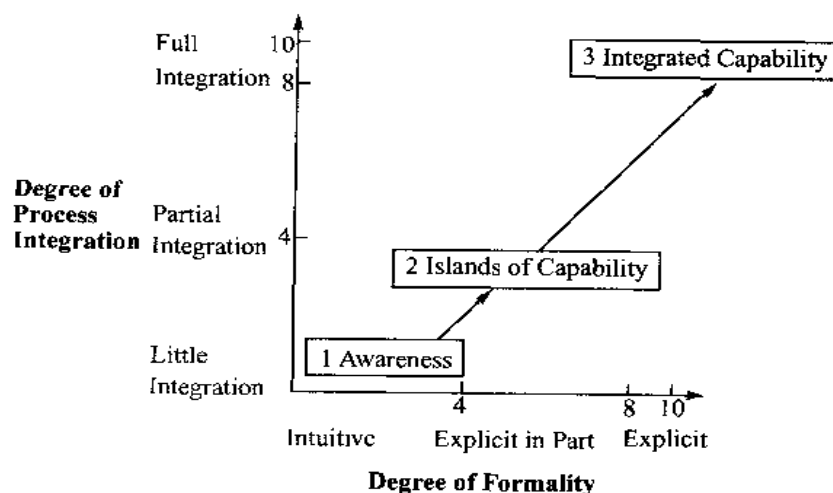 Full
Integration
10
8
3 Integrated Capability
Degree of
Process
Integration
Partial
Integration
4
2 Islands of Capability
Little
Integration
1 Awareness
4
8
10
Intuitive
Explicit in Part
Explicit
Degree of Formality